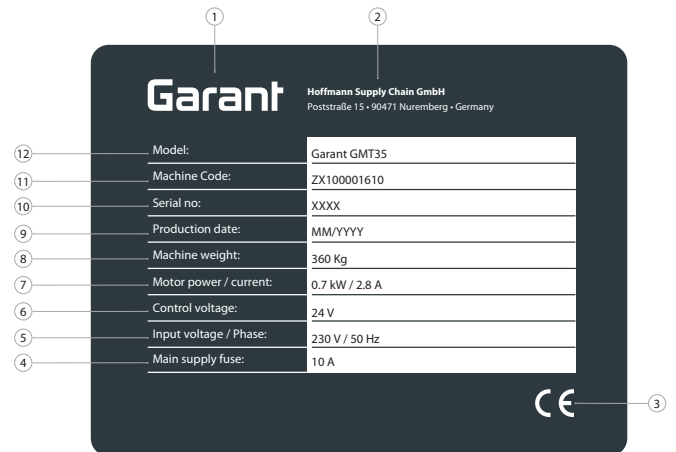 1 2
Garant
Hoffmann Supply Chain GmbH
Poststraße 15 • 90471 Nuremberg • Germany
12 Model: Garant GMT35
11 Machine Code: ZX100001610
10 Serial no: XXXX
9 Production date: MM/YYYY
8 Machine weight: 360 Kg
7 Motor power / current: 0.7 kW / 2.8 A
6 Control voltage: 24 V
5 Input voltage / Phase: 230 V / 50 Hz
4 Main supply fuse: 10 A
CE 3